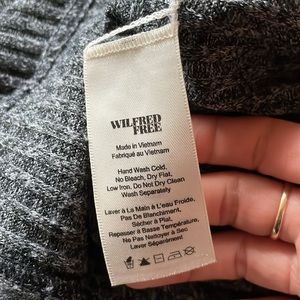 WILFRED
FREE
Made in Vietnam
Fabriqué au Vietnam
Hand Wash Cold,
No Bleach, Dry Flat,
Low Iron, Do Not Dry Clean
Wash Separately
Laver à La Main à L'eau Froide,
Pas De Blanchiment,
Sécher à Plat,
Repasser à Basse Température,
Ne Pas Nettoyer à Sec
Laver Séparément